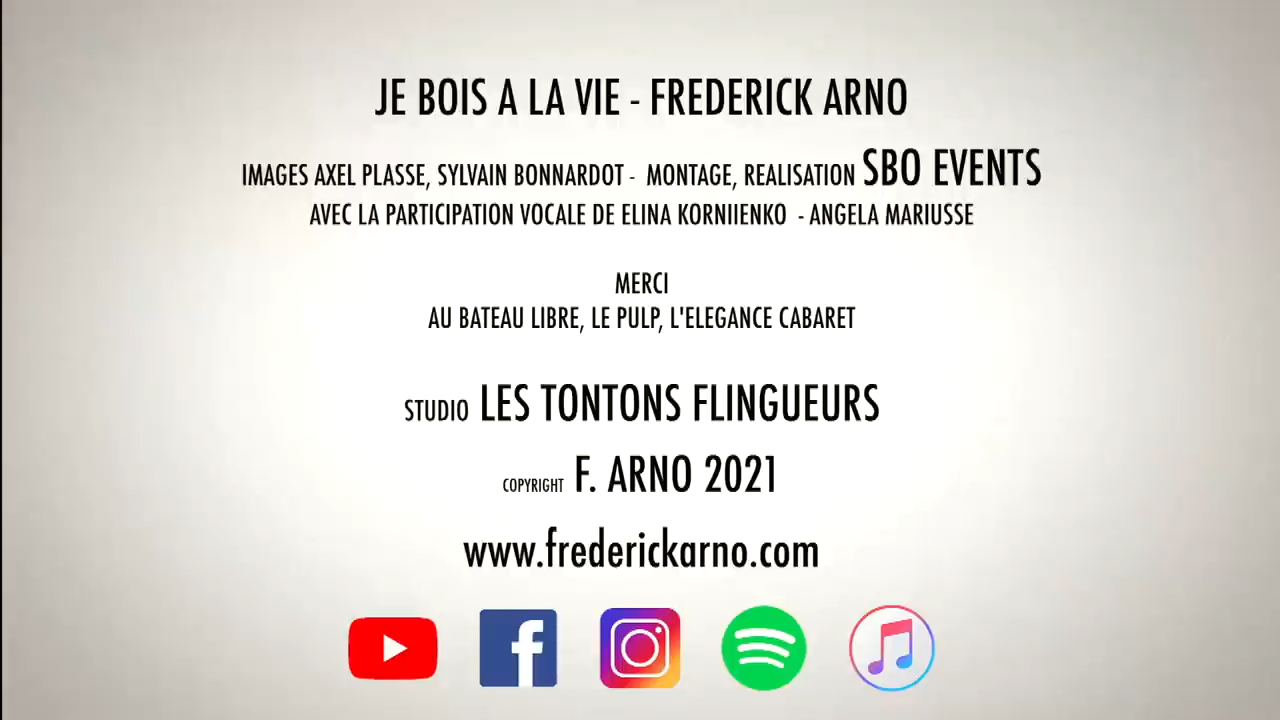 JE BOIS A LA VIE - FREDERICK ARNO
IMAGES AXEL PLASSE, SYLVAIN BONNARDOT - MONTAGE, REALISATION SBO EVENTS
AVEC LA PARTICIPATION VOCALE DE ELINA KORNIIENKO - ANGELA MARIUSSE
MERCI
AU BATEAU LIBRE, LE PULP, L'ELEGANCE CABARET
STUDIO LES TONTONS FLINGUEURS
COPYRIGHT F. ARNO 2021
www.frederickarno.com